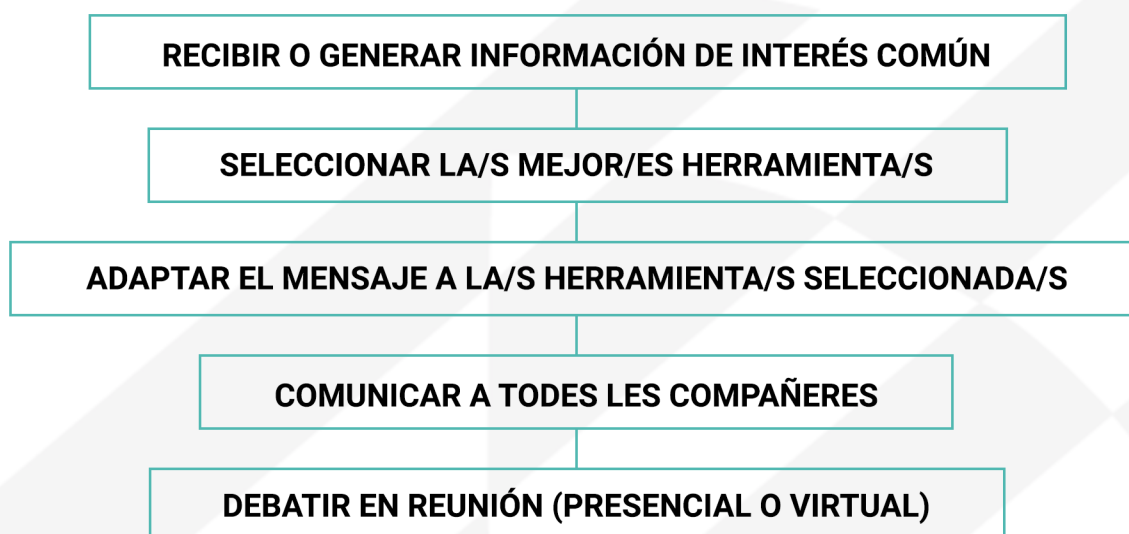 RECIBIR O GENERAR INFORMACIÓN DE INTERÉS COMÚN
SELECCIONAR LA/S MEJOR/ES HERRAMIENTA/S
ADAPTAR EL MENSAJE A LA/S HERRAMIENTA/S SELECCIONADA/S
COMUNICAR A TODES LES COMPAÑERES
DEBATIR EN REUNIÓN (PRESENCIAL O VIRTUAL)